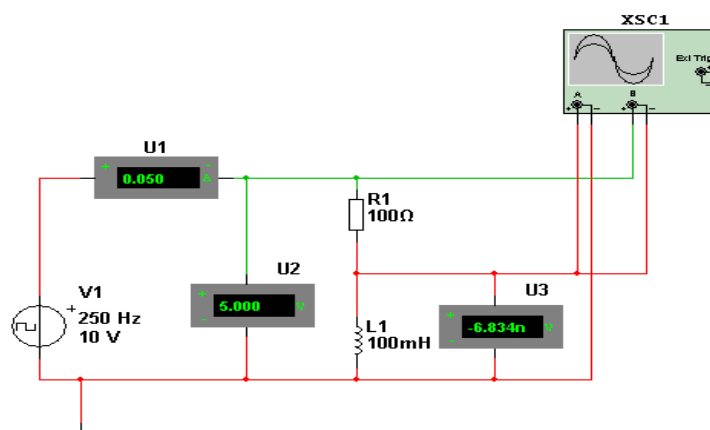 XSC1
Ext Trig
+
A
B
+ - + -
U1
+ -
0.050 A
R1
100Ω
U2
+
5.000 V
-
U3
+
-6.834n V
-
V1
+
250 Hz
10 V
L1
100mH